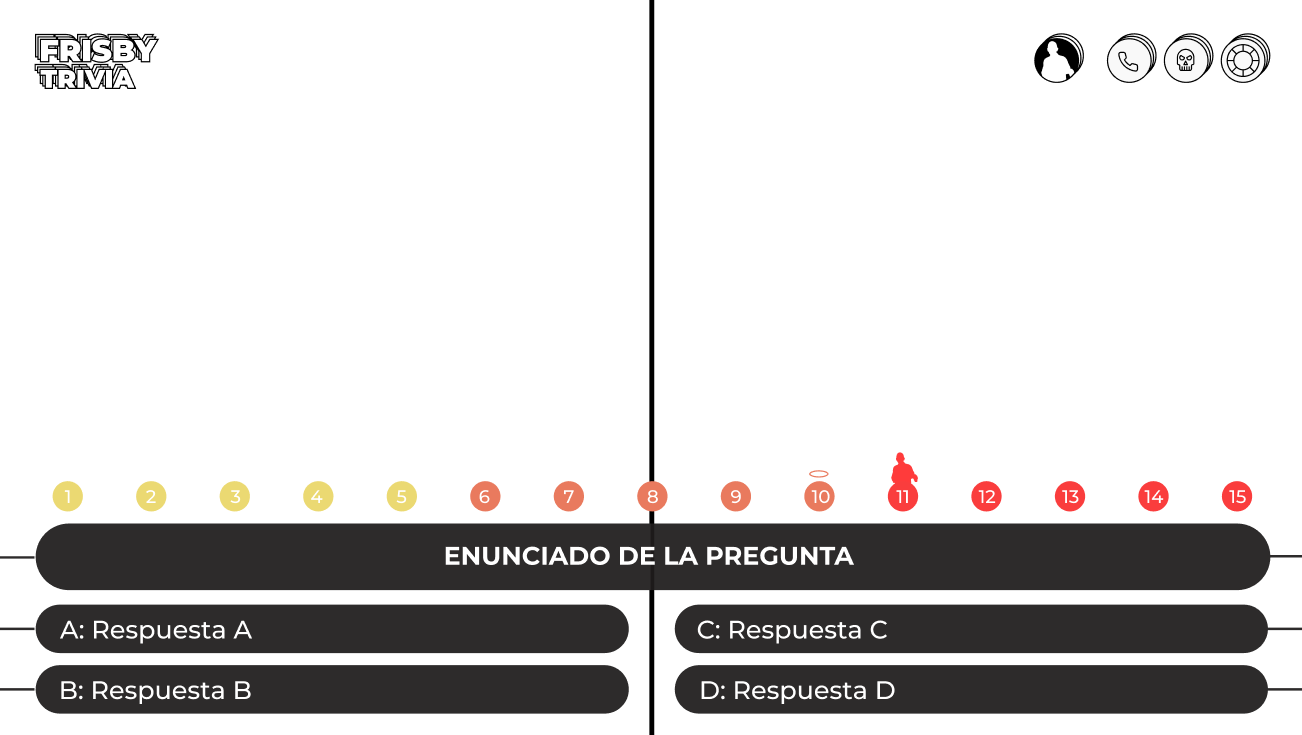 FRISBY
TRIVIA
1 2 3 4 5 6 7 8 9 10 11 12 13 14 15
ENUNCIADO DE LA PREGUNTA
A: Respuesta A
B: Respuesta B
C: Respuesta C
D: Respuesta D